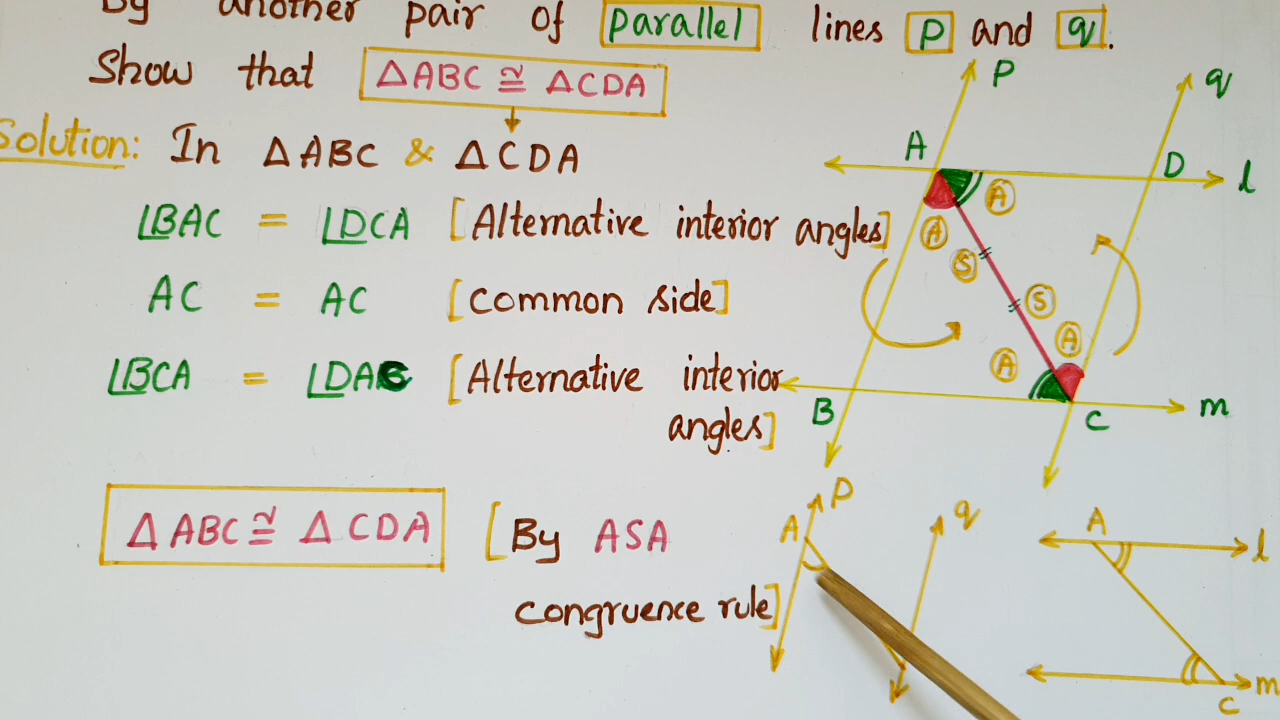 By another pair of parallel lines p and q.
Show that △ABC ≅ △CDA
Solution: In △ABC & △CDA
∠BAC = ∠DCA [Alternative interior angles]
AC = AC [Common side]
∠BCA = ∠DAC [Alternative interior
angles]
△ABC ≅ △CDA [By ASA
congruence rule]
p
q
A
D
l
A
A
S
S
A
A
B
C
m
p
A
q
A
l
C
m